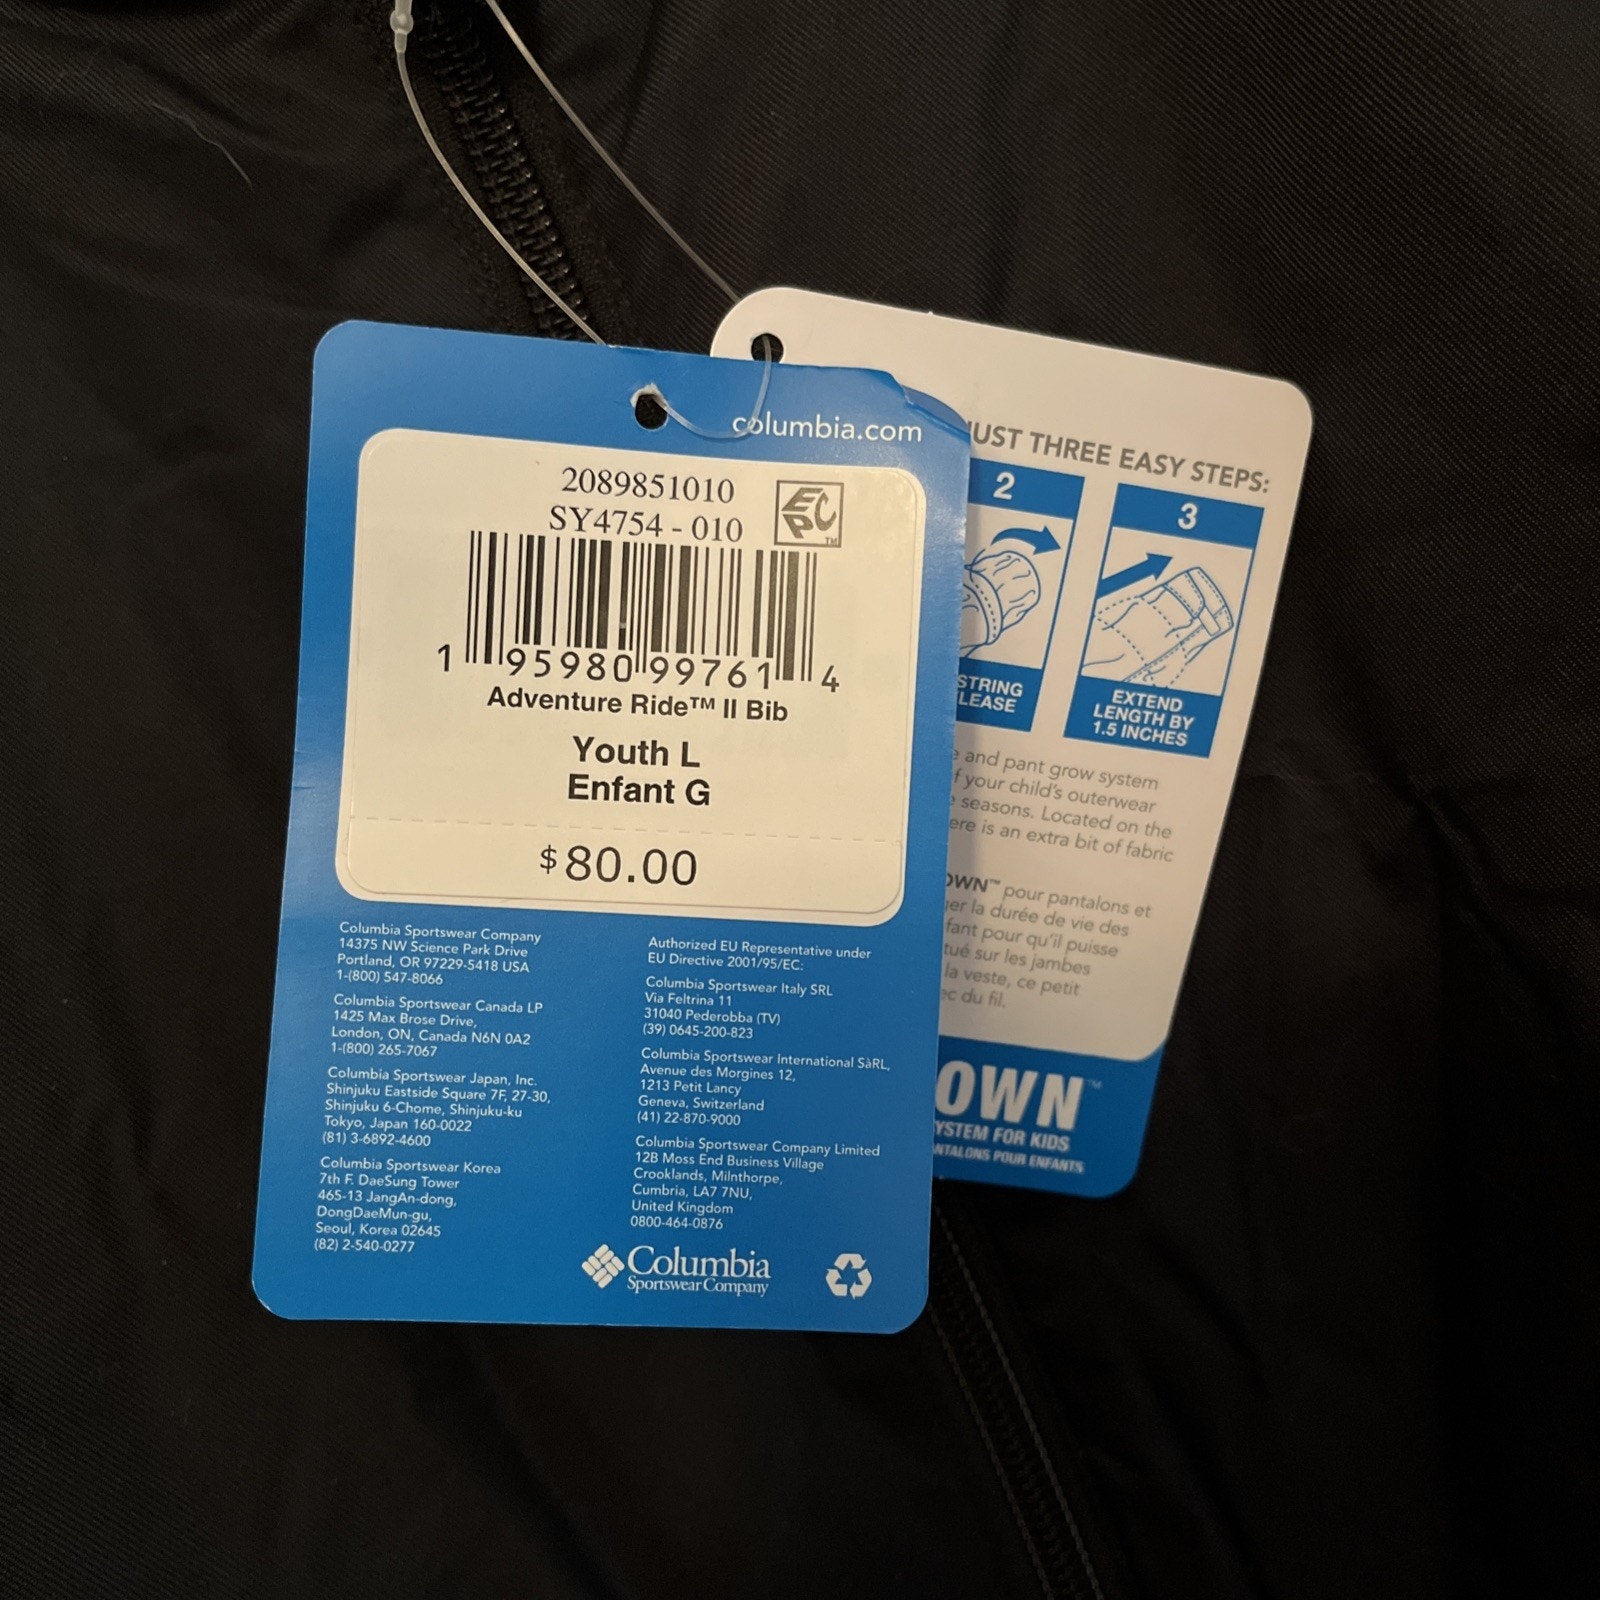 columbia.com
2089851010
SY4754 - 010
EPC
TM
1 95980 99761 4
Adventure Ride™ II Bib
Youth L
Enfant G
$80.00
Columbia Sportswear Company
14375 NW Science Park Drive
Portland, OR 97229-5418 USA
1-(800) 547-8066
Columbia Sportswear Canada LP
1425 Max Brose Drive,
London, ON, Canada N6N 0A2
1-(800) 265-7067
Columbia Sportswear Japan, Inc.
Shinjuku Eastside Square 7F, 27-30,
Shinjuku 6-Chome, Shinjuku-ku
Tokyo, Japan 160-0022
(81) 3-6892-4600
Columbia Sportswear Korea
7th F. DaeSung Tower
465-13 JangAn-dong,
DongDaeMun-gu,
Seoul, Korea 02645
(82) 2-540-0277
Authorized EU Representative under
EU Directive 2001/95/EC:
Columbia Sportswear Italy SRL
Via Feltrina 11
31040 Pederobba (TV)
(39) 0645-200-823
Columbia Sportswear International SàRL,
Avenue des Morgines 12,
1213 Petit Lancy
Geneva, Switzerland
(41) 22-870-9000
Columbia Sportswear Company Limited
12B Moss End Business Village
Crooklands, Milnthorpe,
Cumbria, LA7 7NU,
United Kingdom
0800-464-0876
Columbia
Sportswear Company
UST THREE EASY STEPS:
2
STRING
LEASE
3
EXTEND
LENGTH BY
1.5 INCHES
and pant grow system
f your child's outerwear
seasons. Located on the
ere is an extra bit of fabric
OWN™ pour pantalons et
er la durée de vie des
fant pour qu'il puisse
tué sur les jambes
la veste, ce petit
ec du fil.
OWN™
YSTEM FOR KIDS
NTALONS POUR ENFANTS